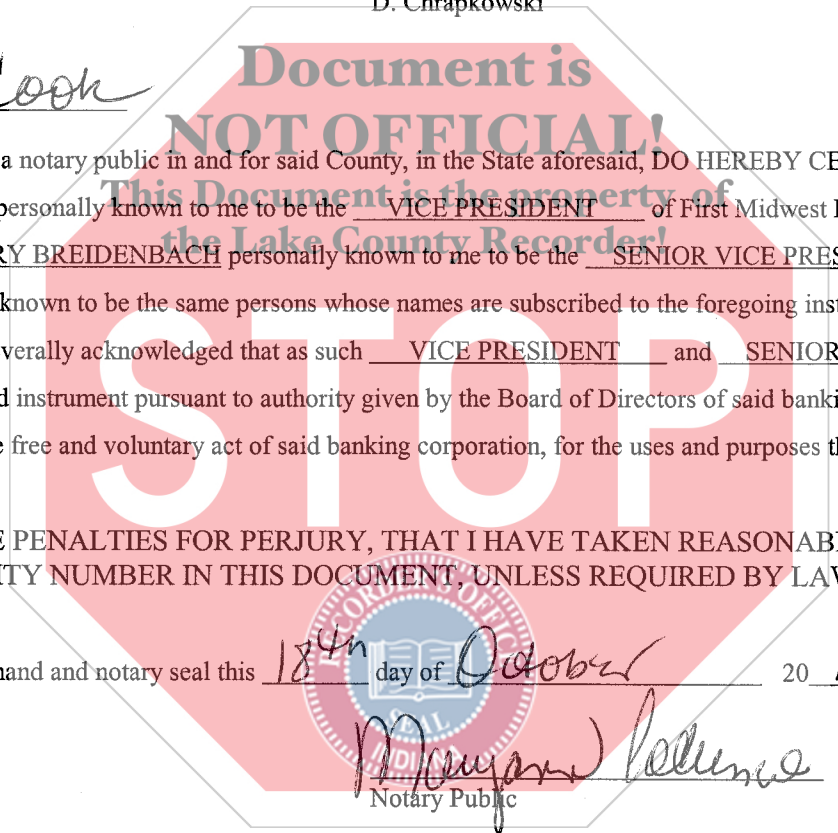 D. Chrapkowski
Cook
Document is
NOT OFFICIAL!
a notary public in and for said County, in the State aforesaid, DO HEREBY CE
This Document is the property of
personally known to me to be the VICE PRESIDENT of First Midwest
the Lake County Recorder!
RY BREIDENBACH personally known to me to be the SENIOR VICE PRES
known to be the same persons whose names are subscribed to the foregoing inst
STOP
verally acknowledged that as such VICE PRESIDENT and SENIOR
d instrument pursuant to authority given by the Board of Directors of said banki
e free and voluntary act of said banking corporation, for the uses and purposes th
E PENALTIES FOR PERJURY, THAT I HAVE TAKEN REASONAB
ITY NUMBER IN THIS DOCUMENT, UNLESS REQUIRED BY LAW
RECORDING OFFICE
SEAL
INDIANA
hand and notary seal this 18th day of October 20
Notary Public